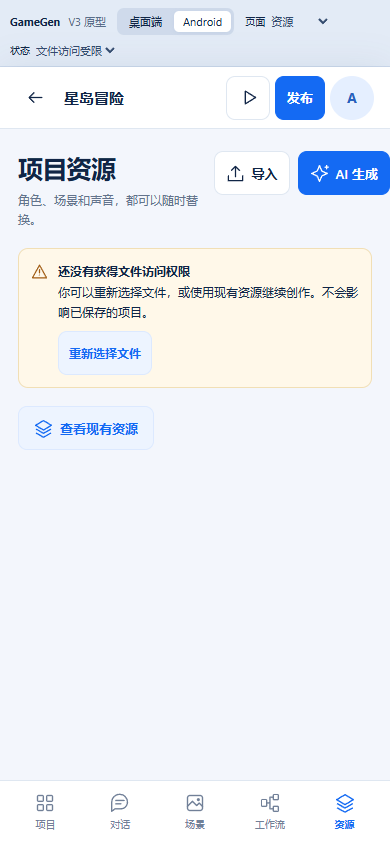 GameGen V3 原型 桌面端 Android 页面 资源
状态 文件访问受限
星岛冒险 发布 A
项目资源 导入 AI 生成
角色、场景和声音，都可以随时替
换。
还没有获得文件访问权限
你可以重新选择文件，或使用现有资源继续创作。不会影
响已保存的项目。
重新选择文件
查看现有资源
项目 对话 场景 工作流 资源